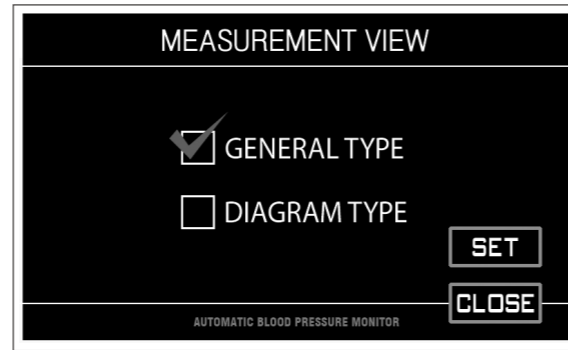 MEASUREMENT VIEW
GENERAL TYPE
DIAGRAM TYPE
SET
CLOSE
AUTOMATIC BLOOD PRESSURE MONITOR